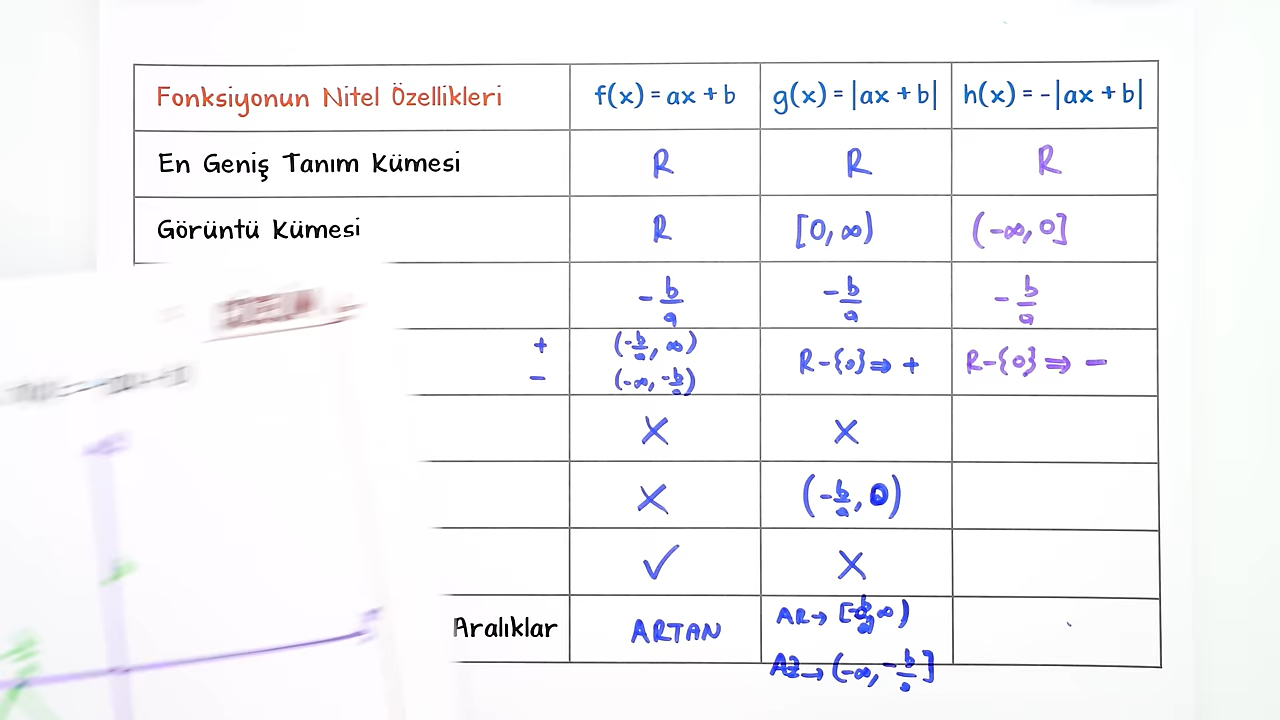 Fonksiyonun Nitel Özellikleri f(x) = ax + b g(x) = |ax + b| h(x) = -|ax + b|
En Geniş Tanım Kümesi R R R
Görüntü Kümesi R [0, ∞) (-∞, 0]
-b/a -b/a -b/a
+ (-b/a, ∞)
- (-∞, -b/a)
R-{0} ⇒ + R-{0} ⇒ -
X X
X (-b/a, 0)
✓ X
Aralıklar ARTAN AR→ [-b/a, ∞)
AZ→ (-∞, -b/a]